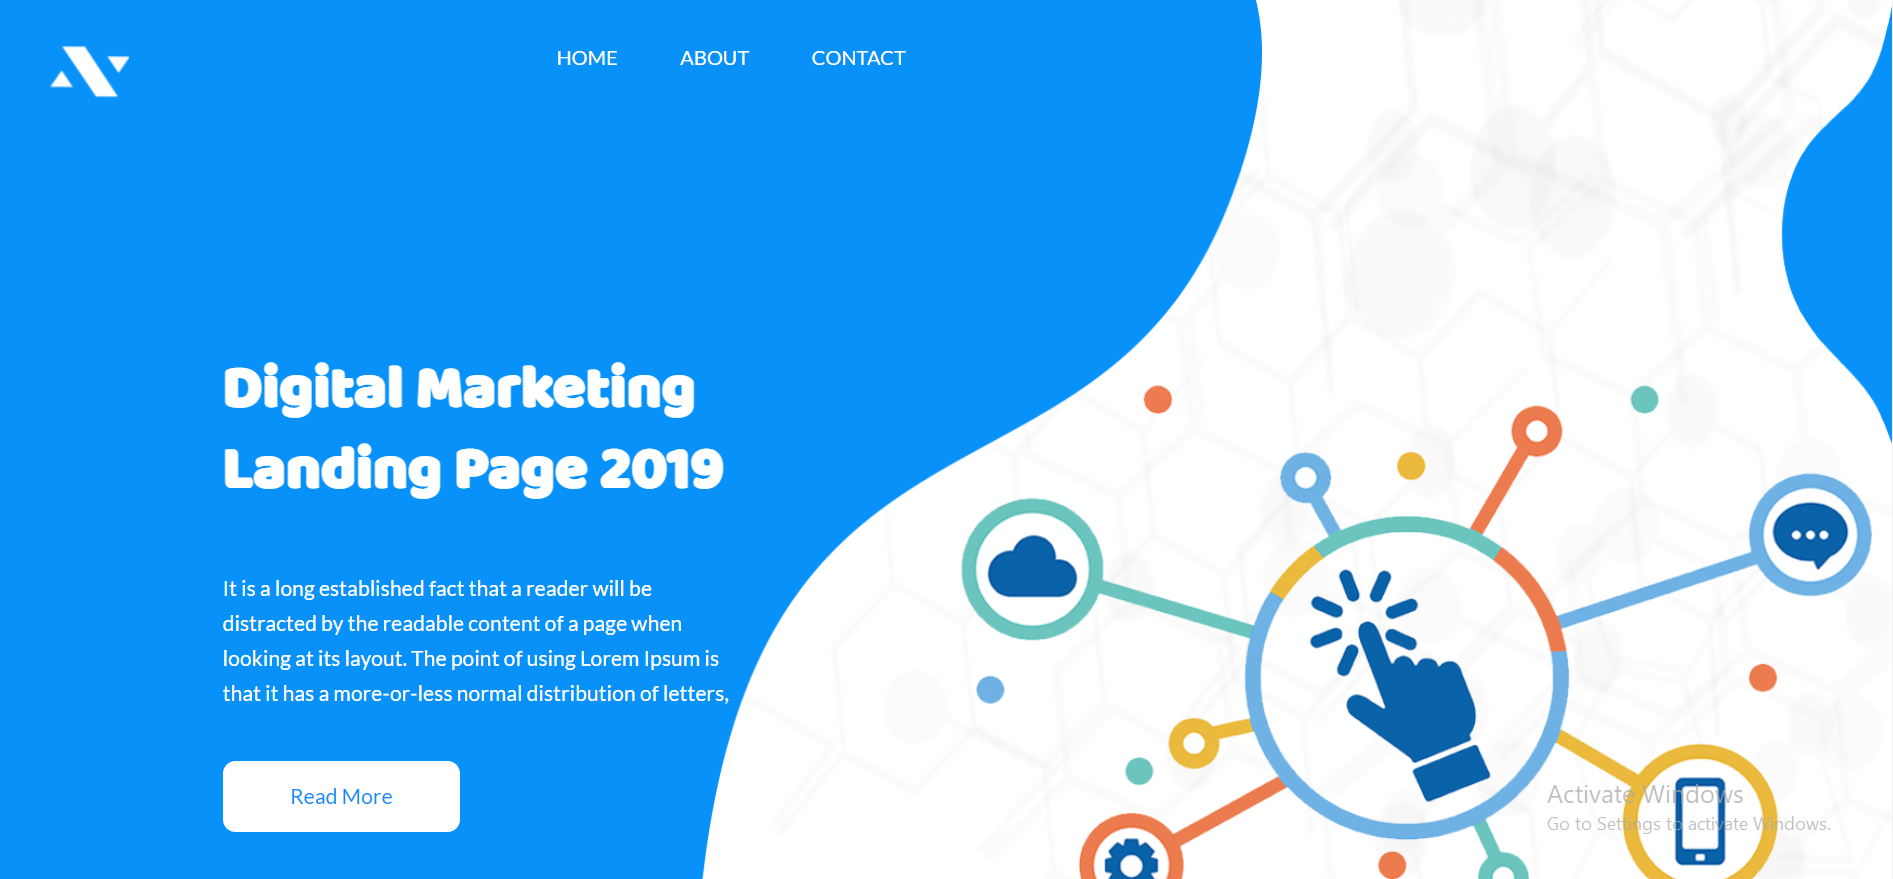 HOME ABOUT CONTACT
Digital Marketing
Landing Page 2019
It is a long established fact that a reader will be
distracted by the readable content of a page when
looking at its layout. The point of using Lorem Ipsum is
that it has a more-or-less normal distribution of letters,
Read More
Activate Windows
Go to Settings to activate Windows.